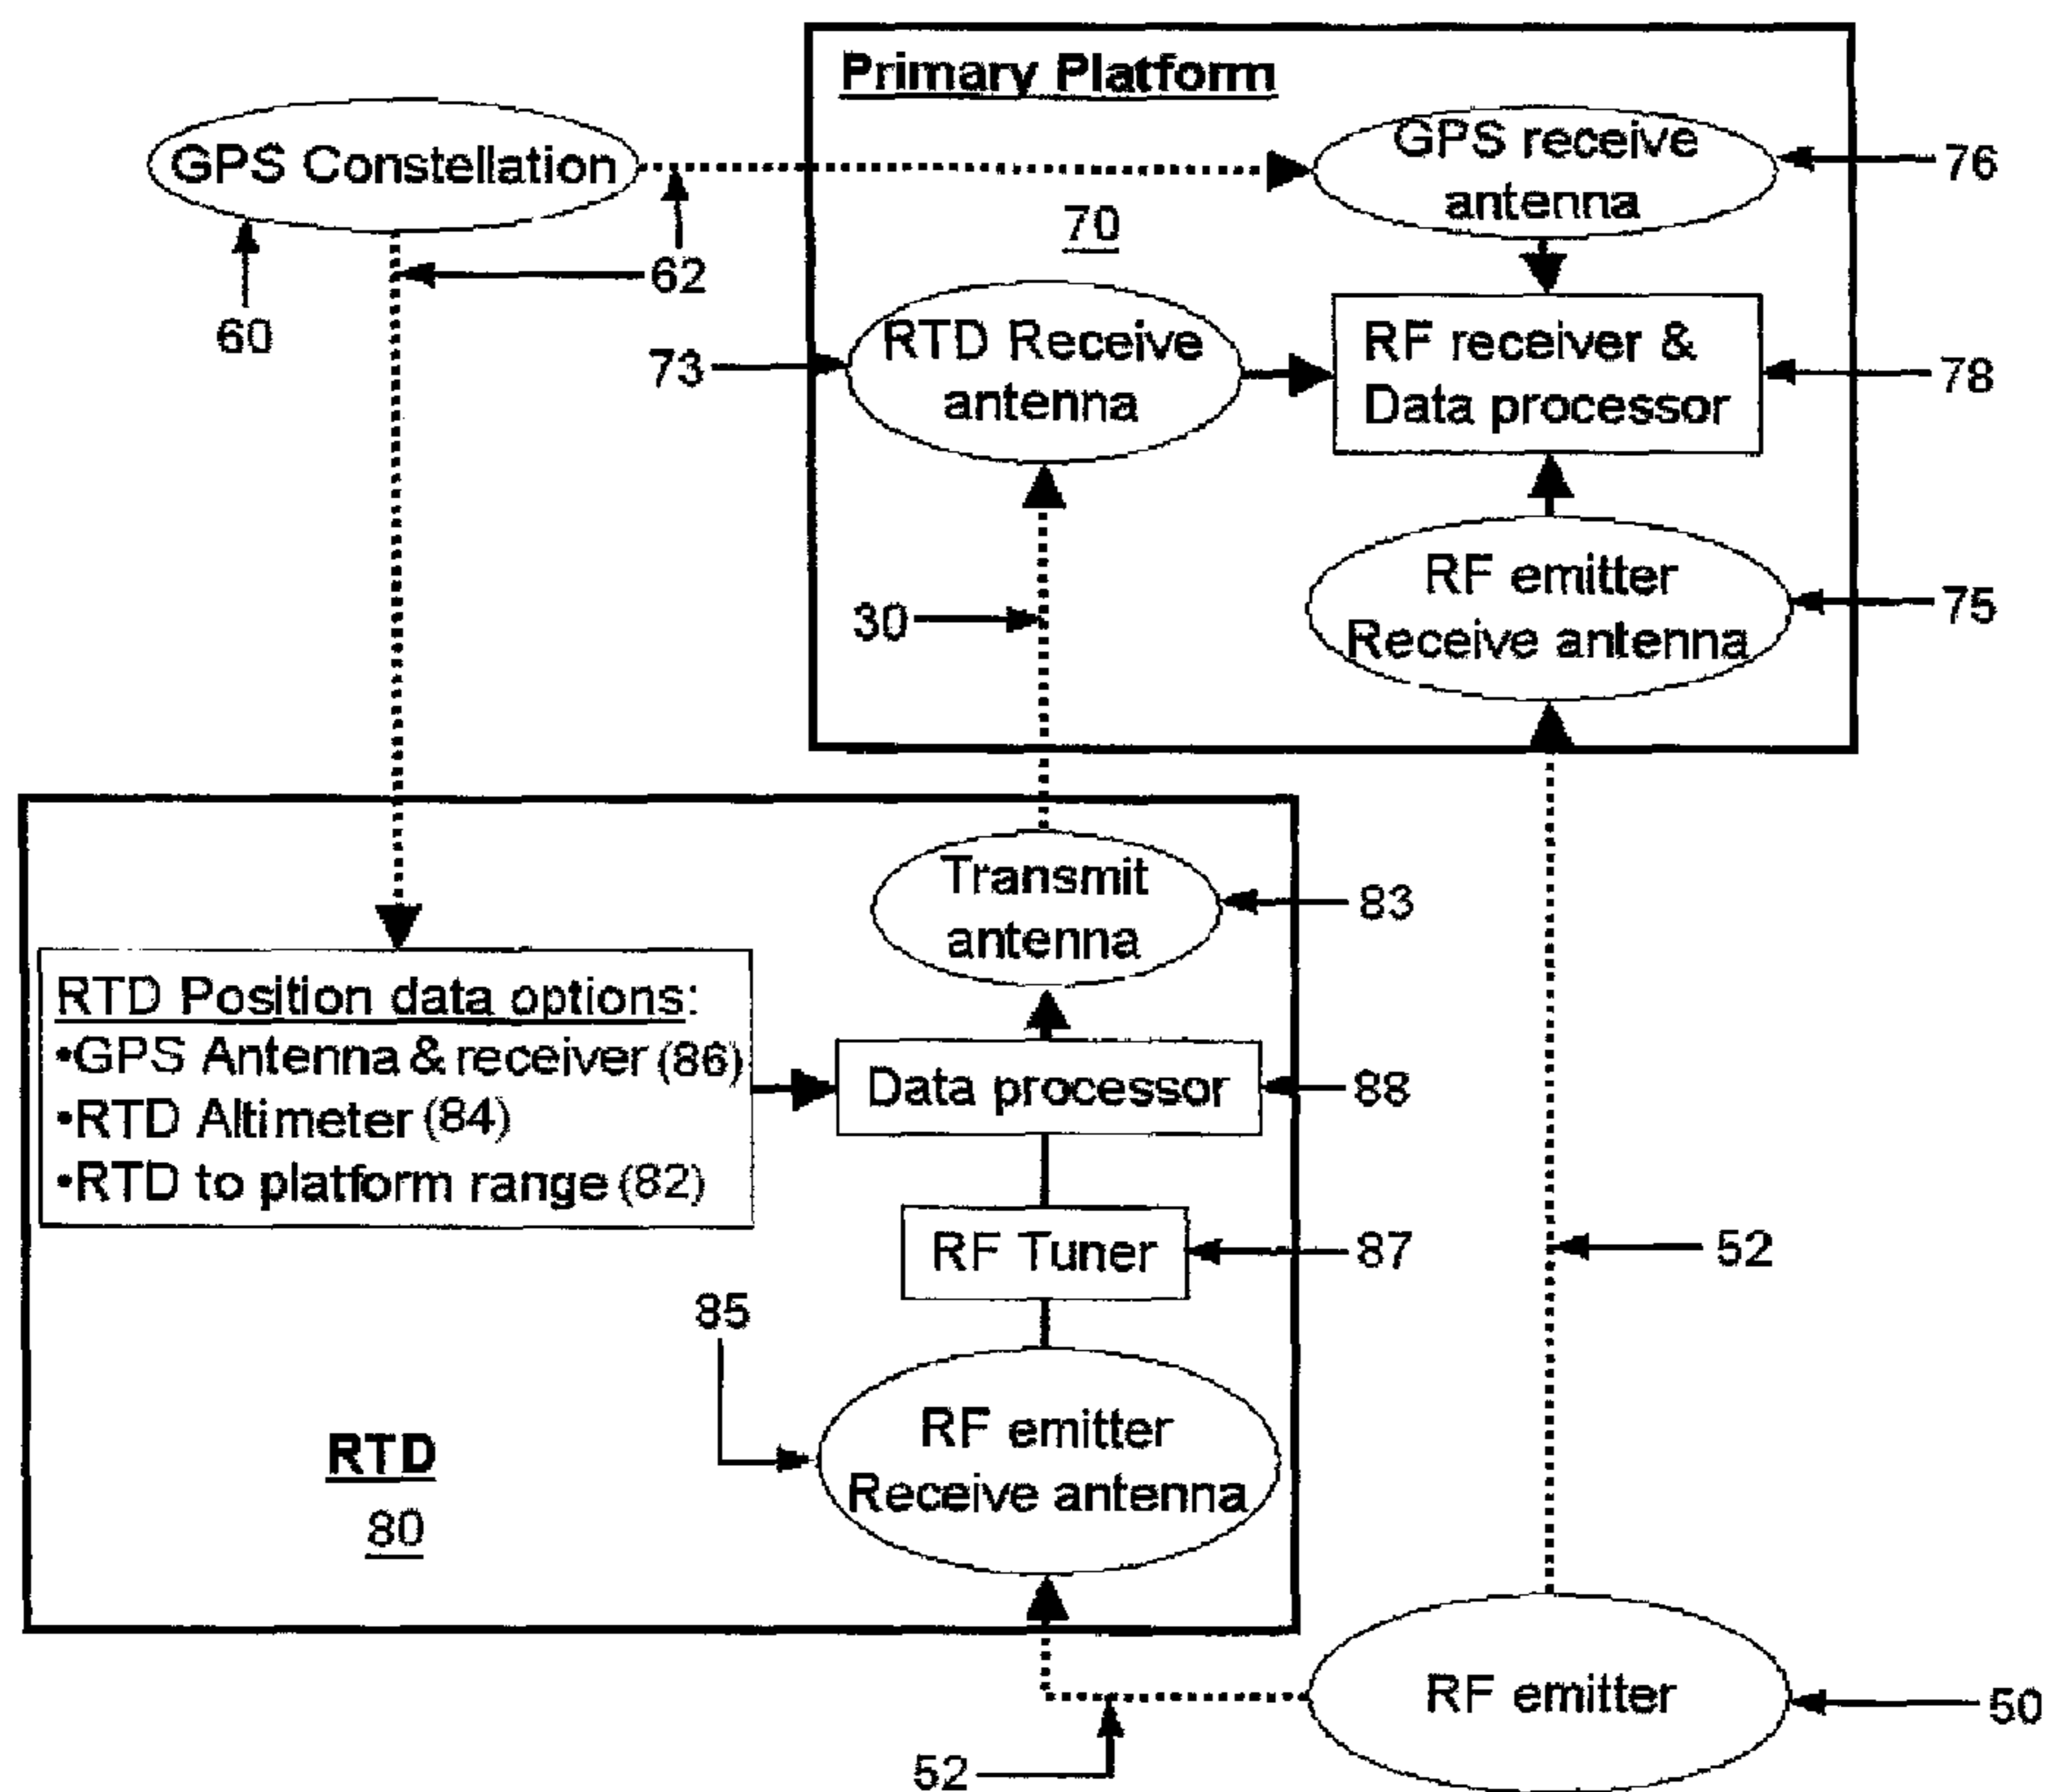 Primary Platform
GPS Constellation
GPS receive
antenna
76
70
62
60
RTD Receive
antenna
73
RF receiver &
Data processor
78
RF emitter
Receive antenna
75
30
Transmit
antenna
83
RTD Position data options:
•GPS Antenna & receiver (86)
•RTD Altimeter (84)
•RTD to platform range (82)
Data processor
88
RF Tuner
87
52
85
RF emitter
Receive antenna
RTD
80
RF emitter
50
52